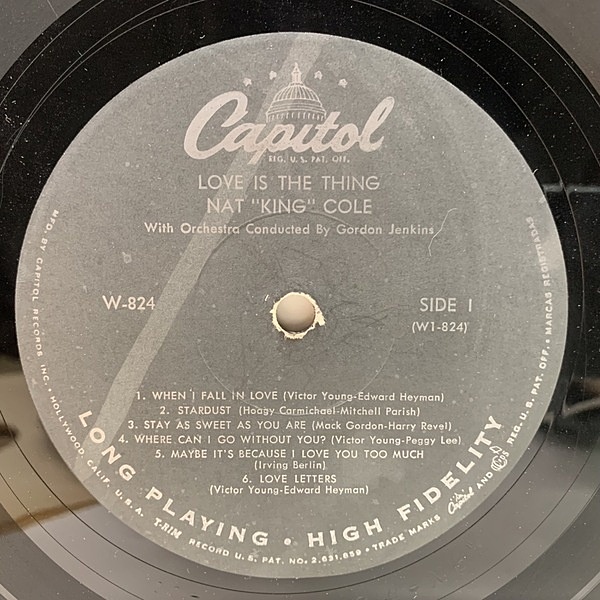 Capitol
REG. U.S. PAT. OFF.
LOVE IS THE THING
NAT "KING" COLE
With Orchestra Conducted By Gordon Jenkins
W-824
SIDE 1
(W1-824)
1. WHEN I FALL IN LOVE (Victor Young-Edward Heyman)
2. STARDUST (Hoagy Carmichael-Mitchell Parish)
3. STAY AS SWEET AS YOU ARE (Mack Gordon-Harry Revel)
4. WHERE CAN I GO WITHOUT YOU? (Victor Young-Peggy Lee)
5. MAYBE IT'S BECAUSE I LOVE YOU TOO MUCH
(Irving Berlin)
6. LOVE LETTERS
(Victor Young-Edward Heyman)
LONG PLAYING • HIGH FIDELITY
MFD. BY CAPITOL RECORDS, INC. • HOLLYWOOD, CALIF. U.S.A. T-RIM RECORD U.S. PAT. NO. 2,631,859 • TRADE MARKS Capitol AND REG. U.S. PAT. OFF. • MARCAS REGISTRADAS